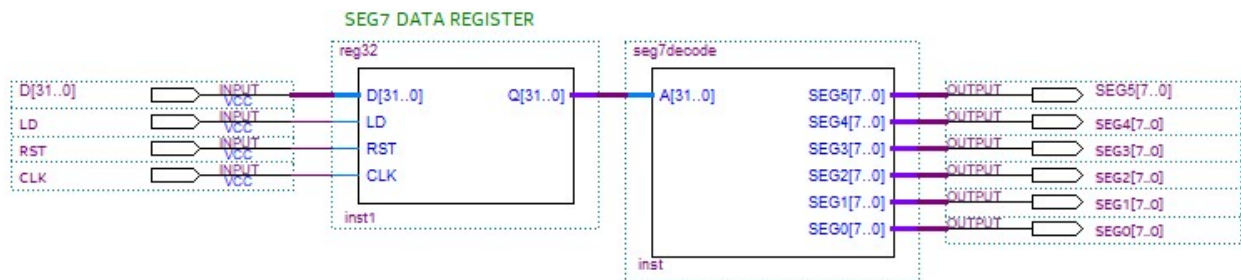 SEG7 DATA REGISTER
reg32
seg7decode
D[31..0] INPUT VCC D[31..0] Q[31..0] A[31..0] SEG5[7..0] OUTPUT SEG5[7..0]
LD INPUT VCC LD SEG4[7..0] OUTPUT SEG4[7..0]
RST INPUT VCC RST SEG3[7..0] OUTPUT SEG3[7..0]
CLK INPUT VCC CLK SEG2[7..0] OUTPUT SEG2[7..0]
SEG1[7..0] OUTPUT SEG1[7..0]
SEG0[7..0] OUTPUT SEG0[7..0]
inst1
inst